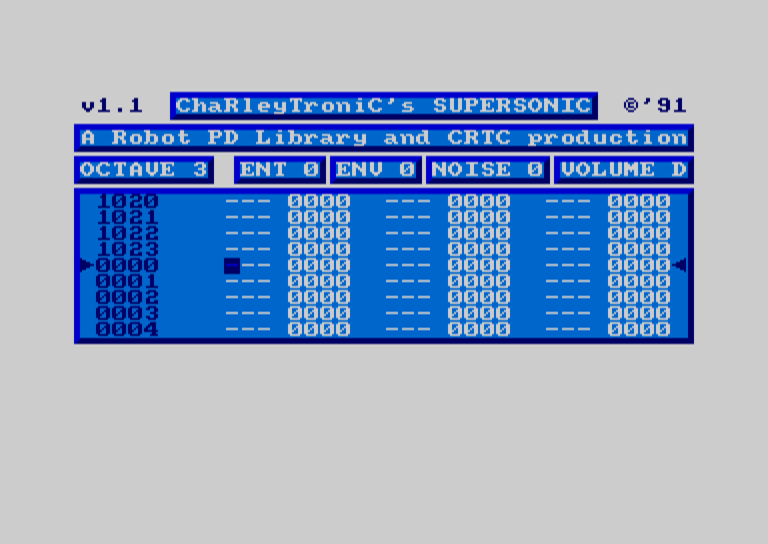 v1.1 ChaRleyTroniC's SUPERSONIC ©'91
A Robot PD Library and CRTC production
OCTAVE 3 ENT 0 ENV 0 NOISE 0 VOLUME D
1020 --- 0000 --- 0000 --- 0000
1021 --- 0000 --- 0000 --- 0000
1022 --- 0000 --- 0000 --- 0000
1023 --- 0000 --- 0000 --- 0000
0000 --- 0000 --- 0000 --- 0000
0001 --- 0000 --- 0000 --- 0000
0002 --- 0000 --- 0000 --- 0000
0003 --- 0000 --- 0000 --- 0000
0004 --- 0000 --- 0000 --- 0000